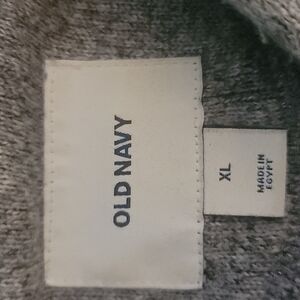 OLD NAVY
XL
MADE IN
EGYPT